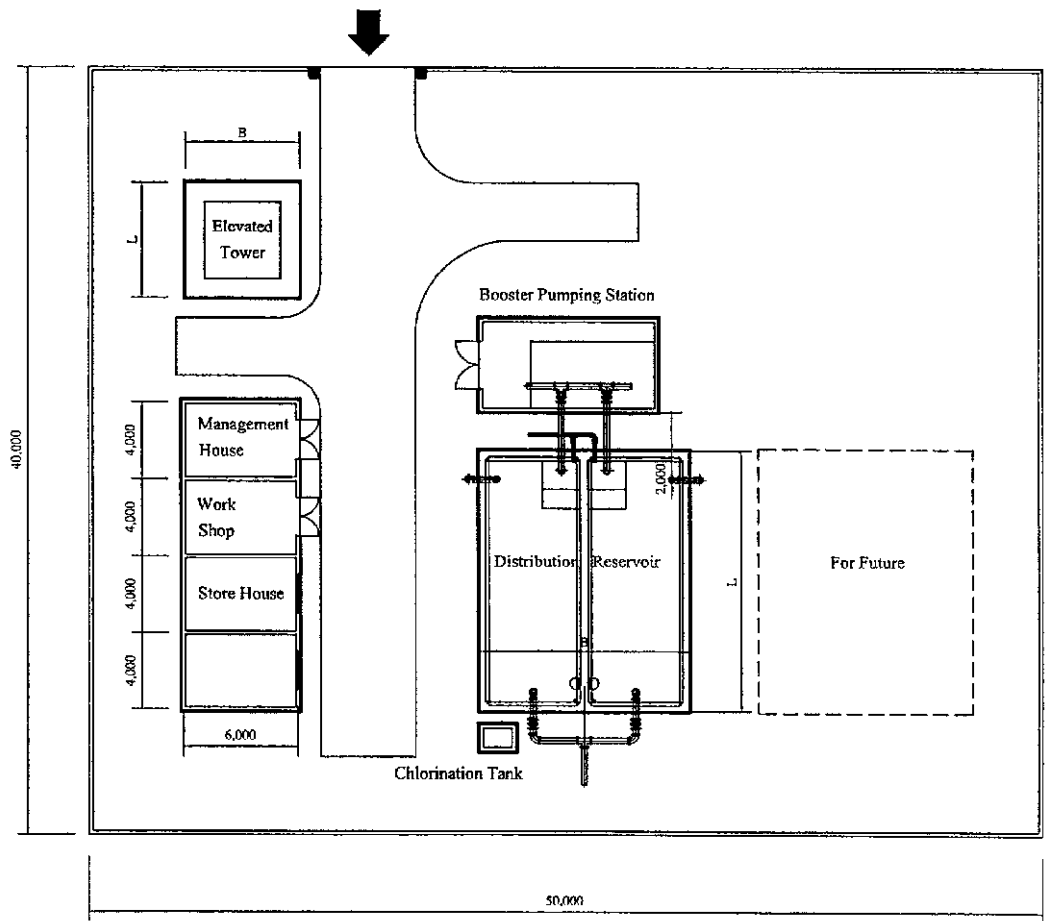 B
L
Elevated
Tower
Booster Pumping Station
40,000
4,000
Management
House
2,000
4,000
Work
Shop
Distribution Reservoir
L
For Future
4,000
Store House
B
4,000
6,000
Chlorination Tank
50,000